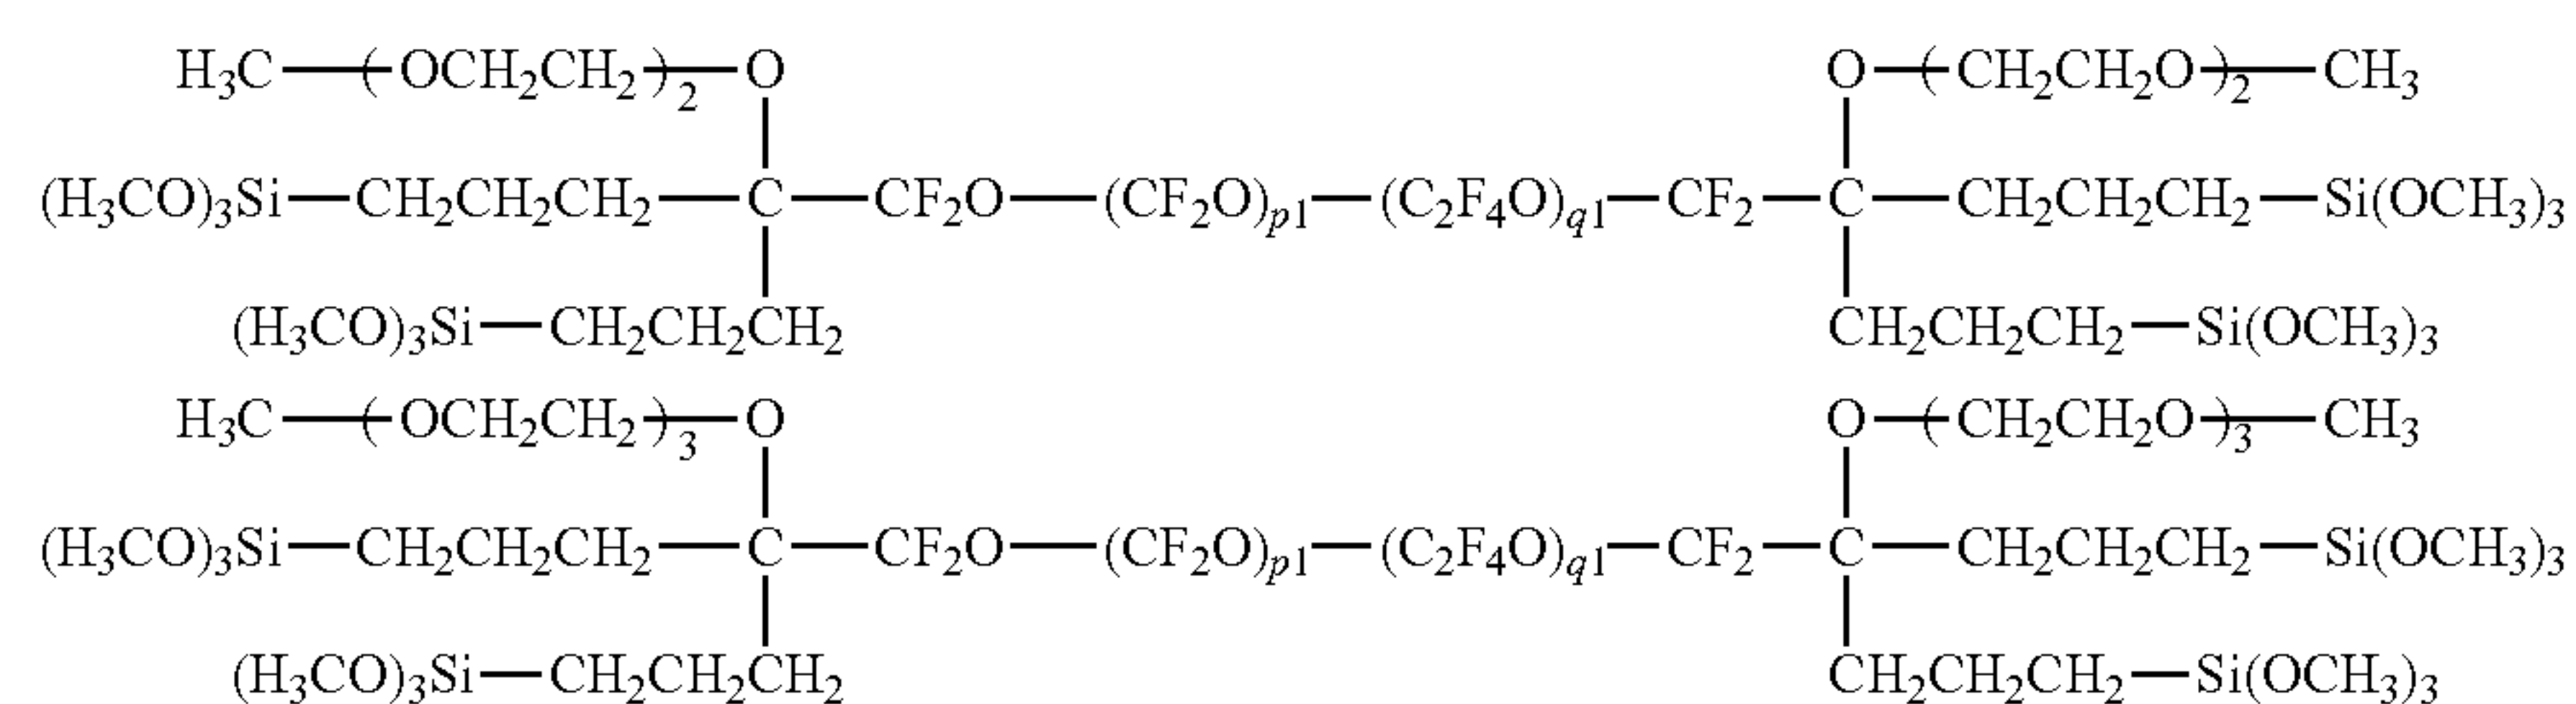 H₃C—(OCH₂CH₂)₂—O O—(CH₂CH₂O)₂—CH₃
(H₃CO)₃Si—CH₂CH₂CH₂—C—CF₂O—(CF₂O)p1—(C₂F₄O)q1—CF₂—C—CH₂CH₂CH₂—Si(OCH₃)₃
(H₃CO)₃Si—CH₂CH₂CH₂ CH₂CH₂CH₂—Si(OCH₃)₃
H₃C—(OCH₂CH₂)₃—O O—(CH₂CH₂O)₃—CH₃
(H₃CO)₃Si—CH₂CH₂CH₂—C—CF₂O—(CF₂O)p1—(C₂F₄O)q1—CF₂—C—CH₂CH₂CH₂—Si(OCH₃)₃
(H₃CO)₃Si—CH₂CH₂CH₂ CH₂CH₂CH₂—Si(OCH₃)₃